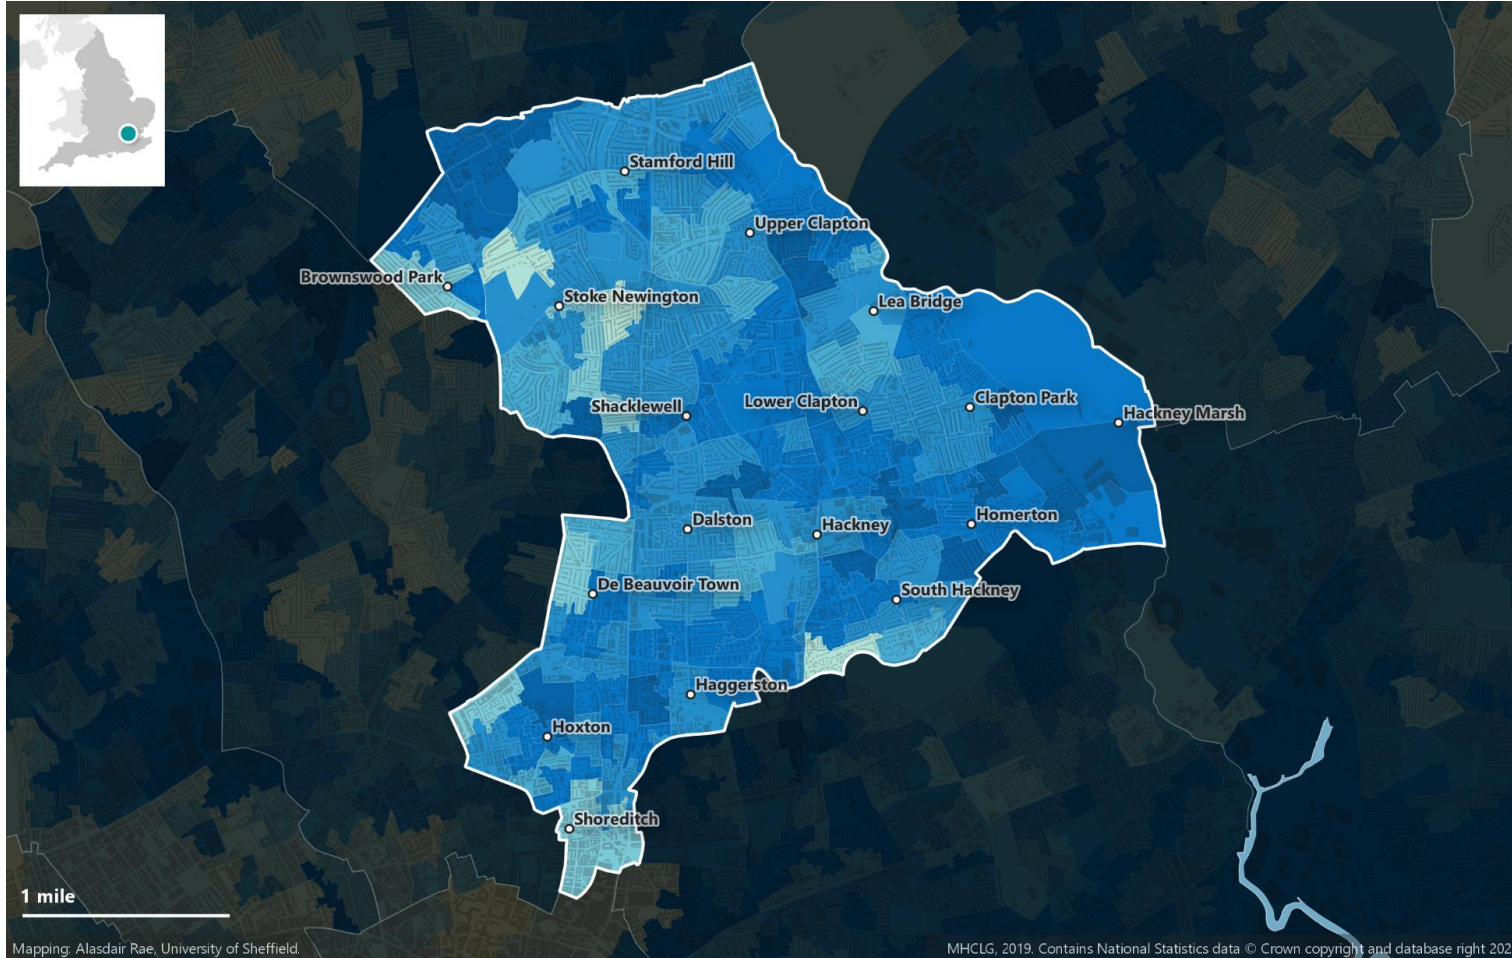 Stamford Hill
Upper Clapton
Brownswood Park
Stoke Newington
Lea Bridge
Shacklewell
Lower Clapton
Clapton Park
Hackney Marsh
Dalston
Hackney
Homerton
De Beauvoir Town
South Hackney
Haggerston
Hoxton
Shoreditch
1 mile
Mapping: Alasdair Rae, University of Sheffield.
MHCLG, 2019. Contains National Statistics data © Crown copyright and database right 202